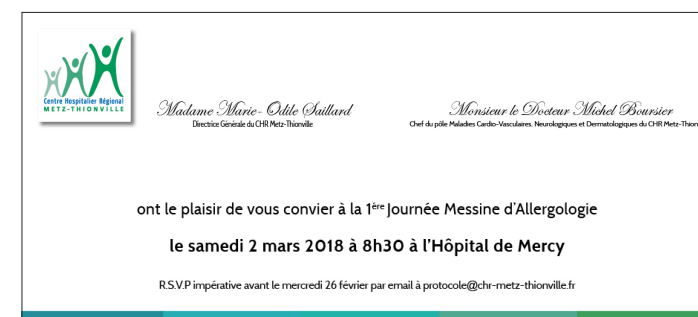 Centre Hospitalier Régional
METZ-THIONVILLE
Madame Marie-Odile Saillard
Directrice Générale du CHR Metz-Thionville
Monsieur le Docteur Michel Boursier
Chef du pôle Maladies Cardio-Vasculaires, Neurologiques et Dermatologiques du CHR Metz-Thion
ont le plaisir de vous convier à la 1ère Journée Messine d'Allergologie
le samedi 2 mars 2018 à 8h30 à l'Hôpital de Mercy
R.S.V.P impérative avant le mercredi 26 février par email à protocole@chr-metz-thionville.fr